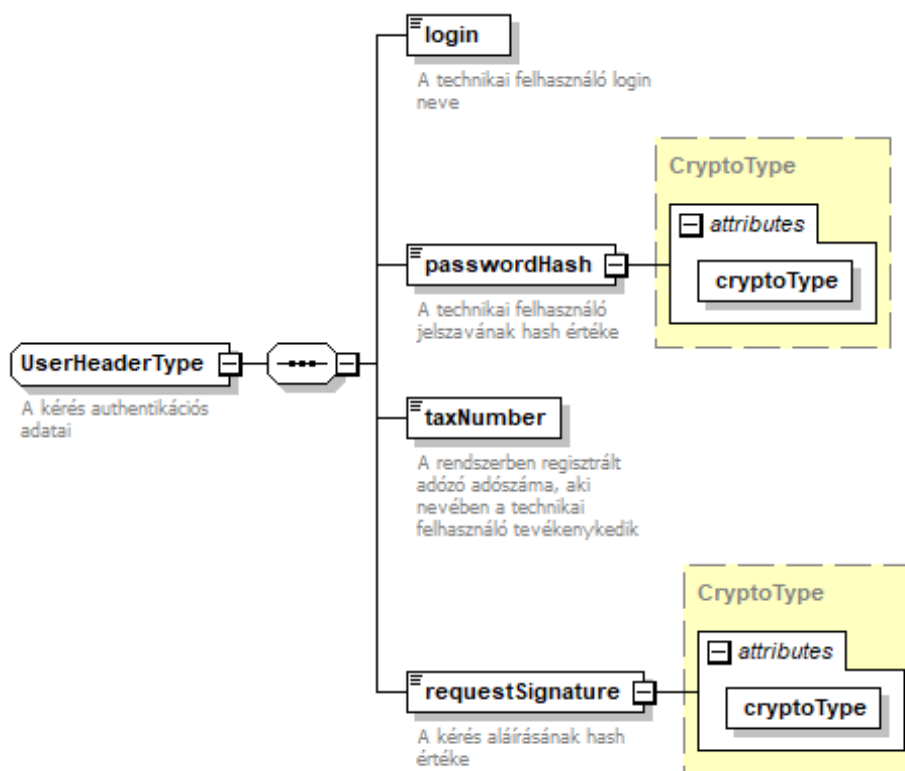 login
A technikai felhasználó login
neve
CryptoType
attributes
cryptoType
passwordHash
A technikai felhasználó
jelszavának hash értéke
UserHeaderType
A kérés authentikációs
adatai
taxNumber
A rendszerben regisztrált
adózó adószáma, aki
nevében a technikai
felhasználó tevékenykedik
CryptoType
attributes
cryptoType
requestSignature
A kérés aláírásának hash
értéke